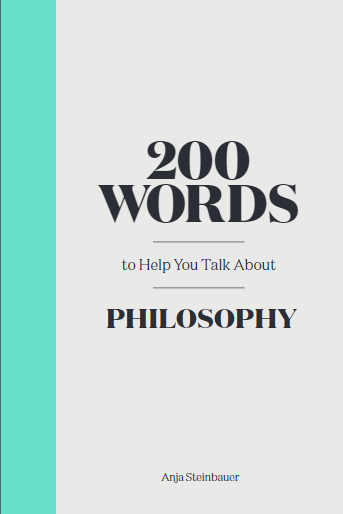 200
WORDS
to Help You Talk About
PHILOSOPHY
Anja Steinbauer